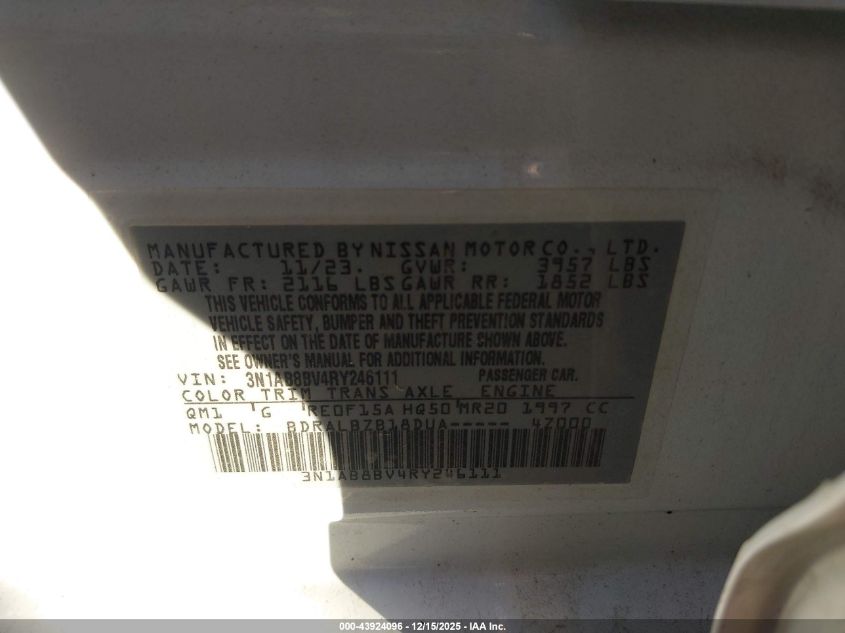 MANUFACTURED BY NISSAN MOTOR CO., LTD.
DATE: 11/23. GVWR: 3957 LBS
GAWR FR: 2116 LBS GAWR RR: 1852 LBS
THIS VEHICLE CONFORMS TO ALL APPLICABLE FEDERAL MOTOR
VEHICLE SAFETY, BUMPER AND THEFT PREVENTION STANDARDS
IN EFFECT ON THE DATE OF MANUFACTURE SHOWN ABOVE.
SEE OWNER'S MANUAL FOR ADDITIONAL INFORMATION.
VIN: 3N1AB8BV4RY246111 PASSENGER CAR.
COLOR TRIM TRANS AXLE ENGINE
QM1 'G 'RE0F15A HQ50'MR20 1997 CC
MODEL: BDRALBZB18DUA----- 47000
3N1AB8BV4RY246111
000-43924096 - 12/15/2025 - IAA Inc.